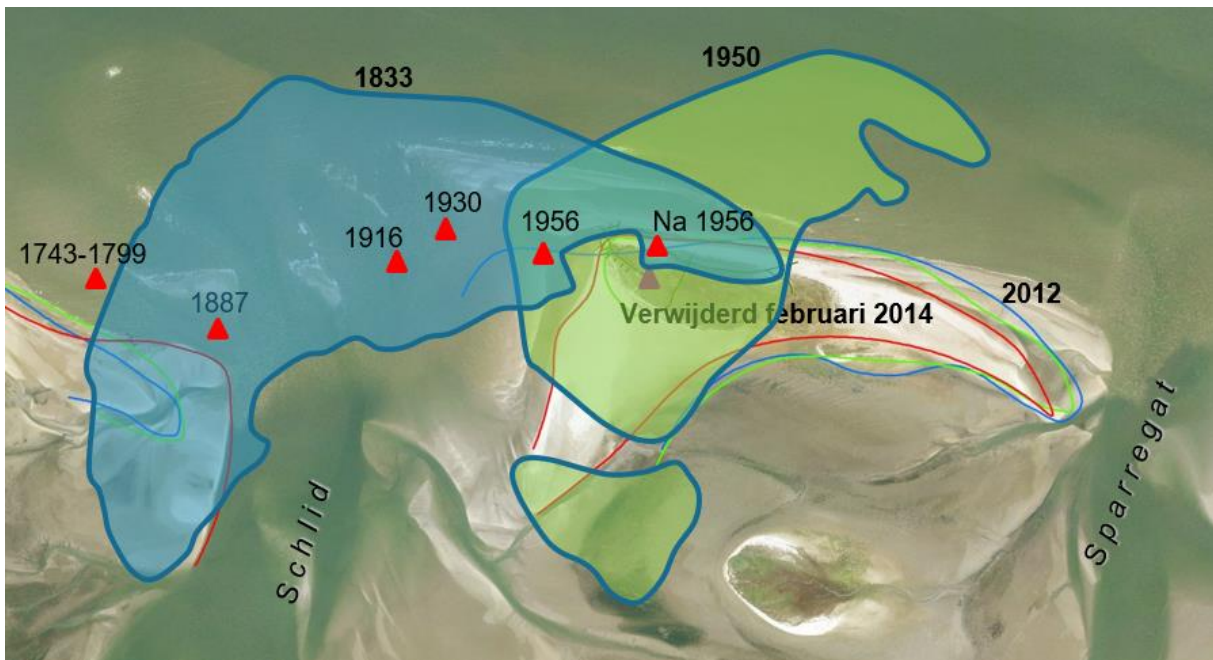 1950
1833
1930
1956
Na 1956
1916
1743-1799
1887
2012
Verwijderd februari 2014
Schlid
Sparregat